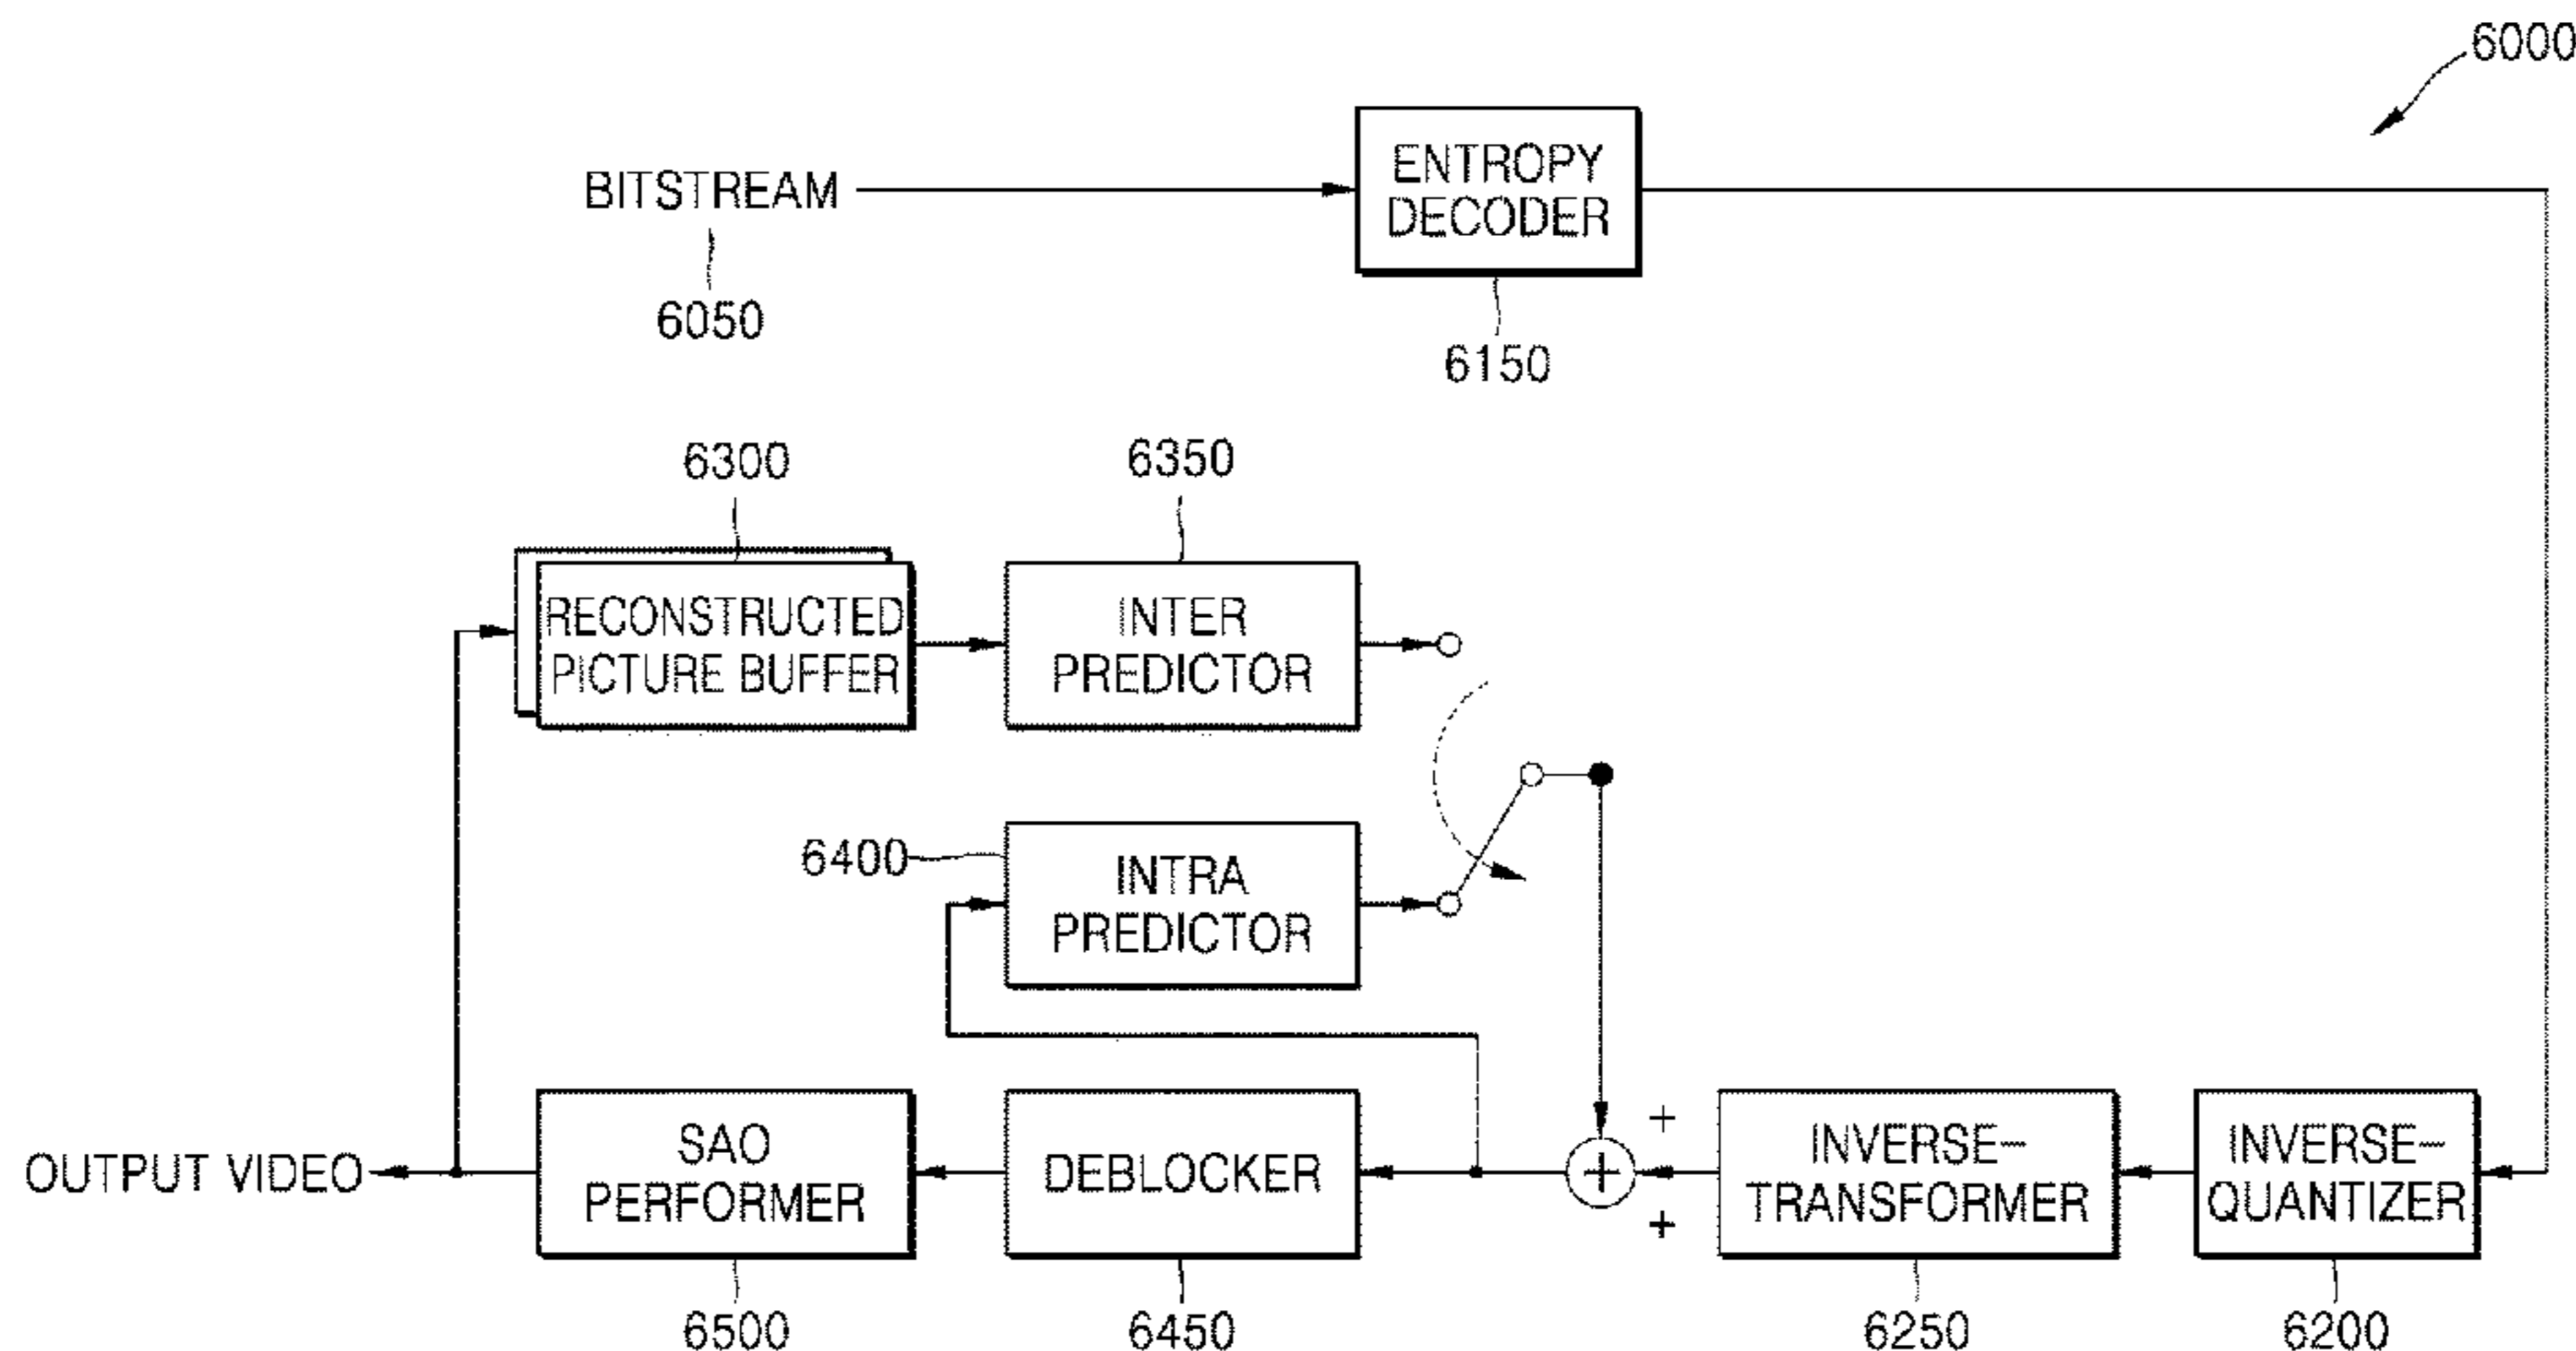 6000
BITSTREAM
6050
ENTROPY
DECODER
6150
6300
RECONSTRUCTED
PICTURE BUFFER
6350
INTER
PREDICTOR
6400
INTRA
PREDICTOR
OUTPUT VIDEO
SAO
PERFORMER
6500
DEBLOCKER
6450
+
+
+
INVERSE-
TRANSFORMER
6250
INVERSE-
QUANTIZER
6200